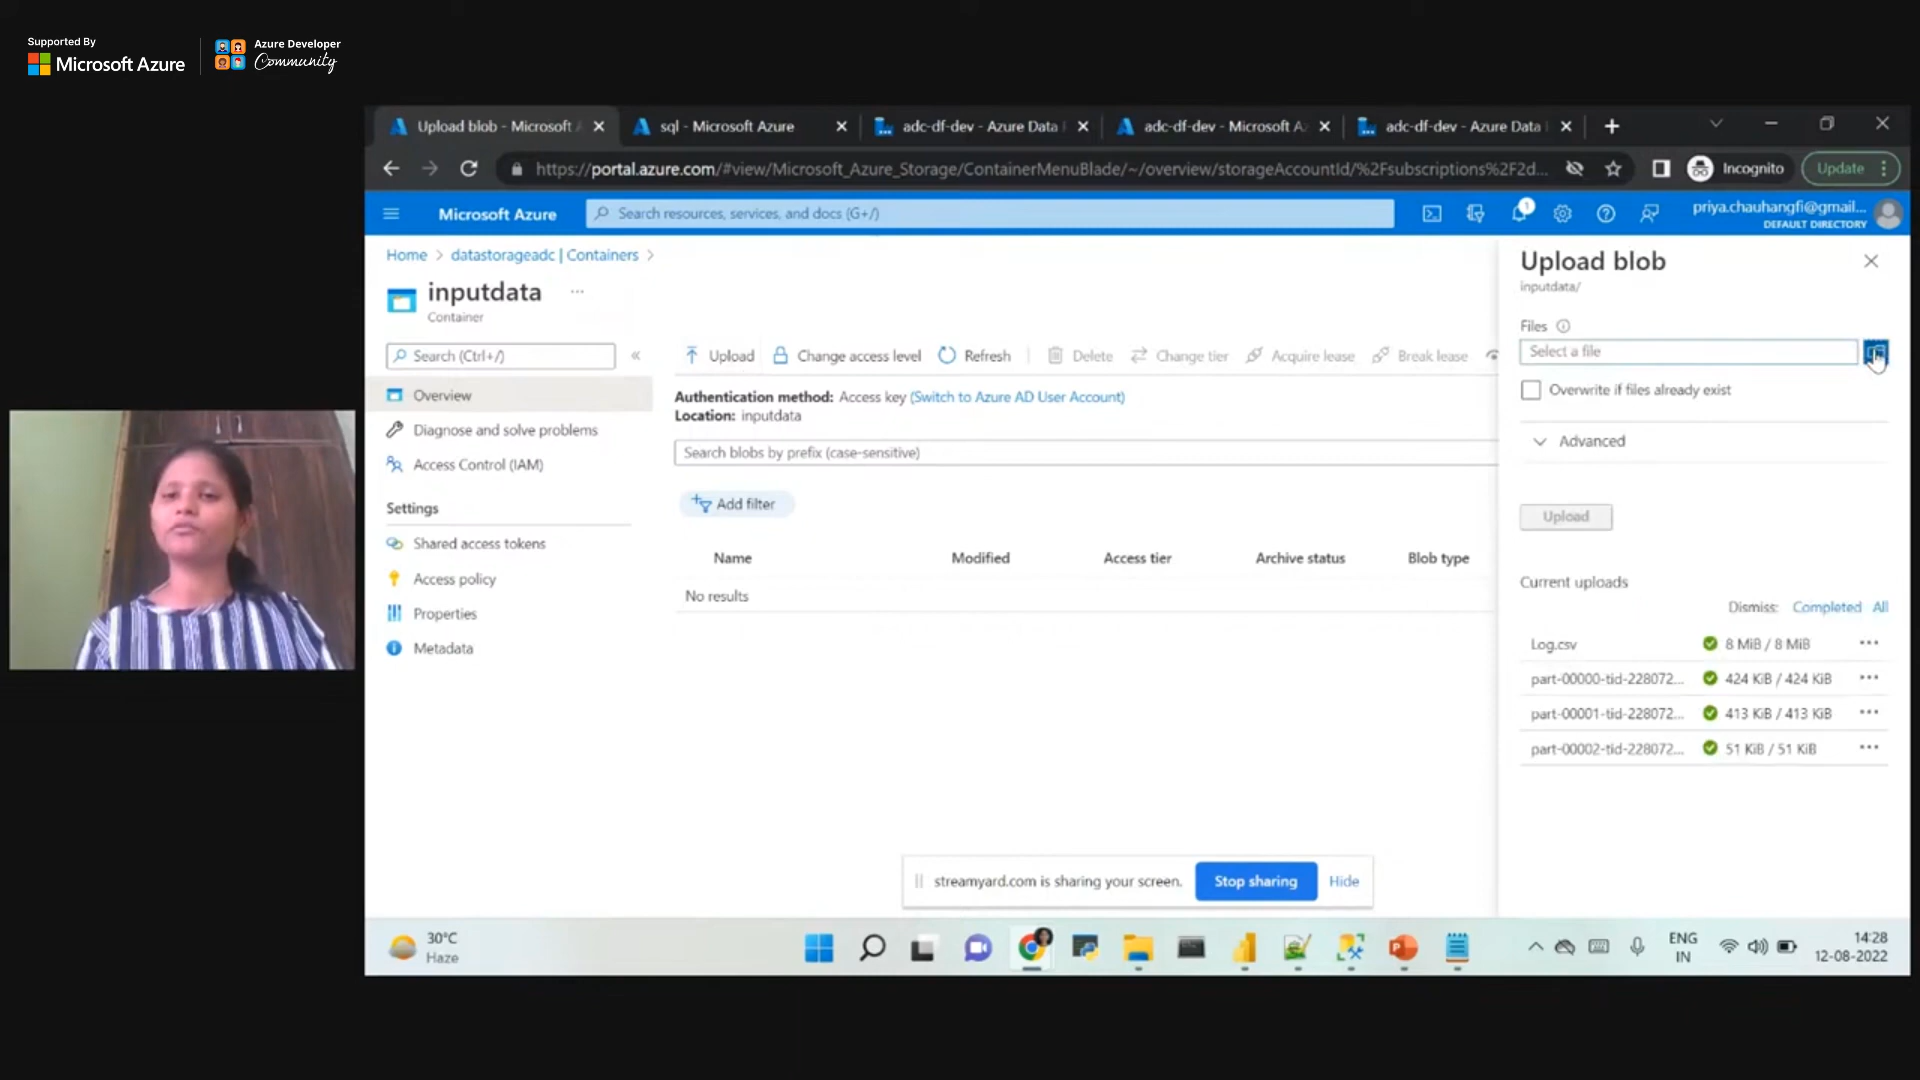 Supported By
Microsoft Azure
Azure Developer
Community
Upload blob - Microsoft
sql - Microsoft Azure
adc-df-dev - Azure Data
adc-df-dev - Microsoft Az
adc-df-dev - Azure Data
https://portal.azure.com/#view/Microsoft_Azure_Storage/ContainerMenuBlade/~/overview/storageAccountId/%2Fsubscriptions%2F2d...
Incognito
Update
Microsoft Azure
Search resources, services, and docs (G+/)
1
priya.chauhangfi@gmail...
DEFAULT DIRECTORY
Home > datastorageadc | Containers >
inputdata ...
Container
Search (Ctrl+/)
«
Overview
Diagnose and solve problems
Access Control (IAM)
Settings
Shared access tokens
Access policy
Properties
Metadata
Upload
Change access level
Refresh
Delete
Change tier
Acquire lease
Break lease
Authentication method: Access key (Switch to Azure AD User Account)
Location: inputdata
Search blobs by prefix (case-sensitive)
Add filter
Name Modified Access tier Archive status Blob type
No results
Upload blob
inputdata/
Files
Select a file
Overwrite if files already exist
Advanced
Upload
Current uploads
Dismiss: Completed All
Log.csv 8 MiB / 8 MiB ...
part-00000-tid-228072... 424 KiB / 424 KiB ...
part-00001-tid-228072... 413 KiB / 413 KiB ...
part-00002-tid-228072... 51 KiB / 51 KiB ...
streamyard.com is sharing your screen.
Stop sharing
Hide
30°C
Haze
ENG
IN
14:28
12-08-2022